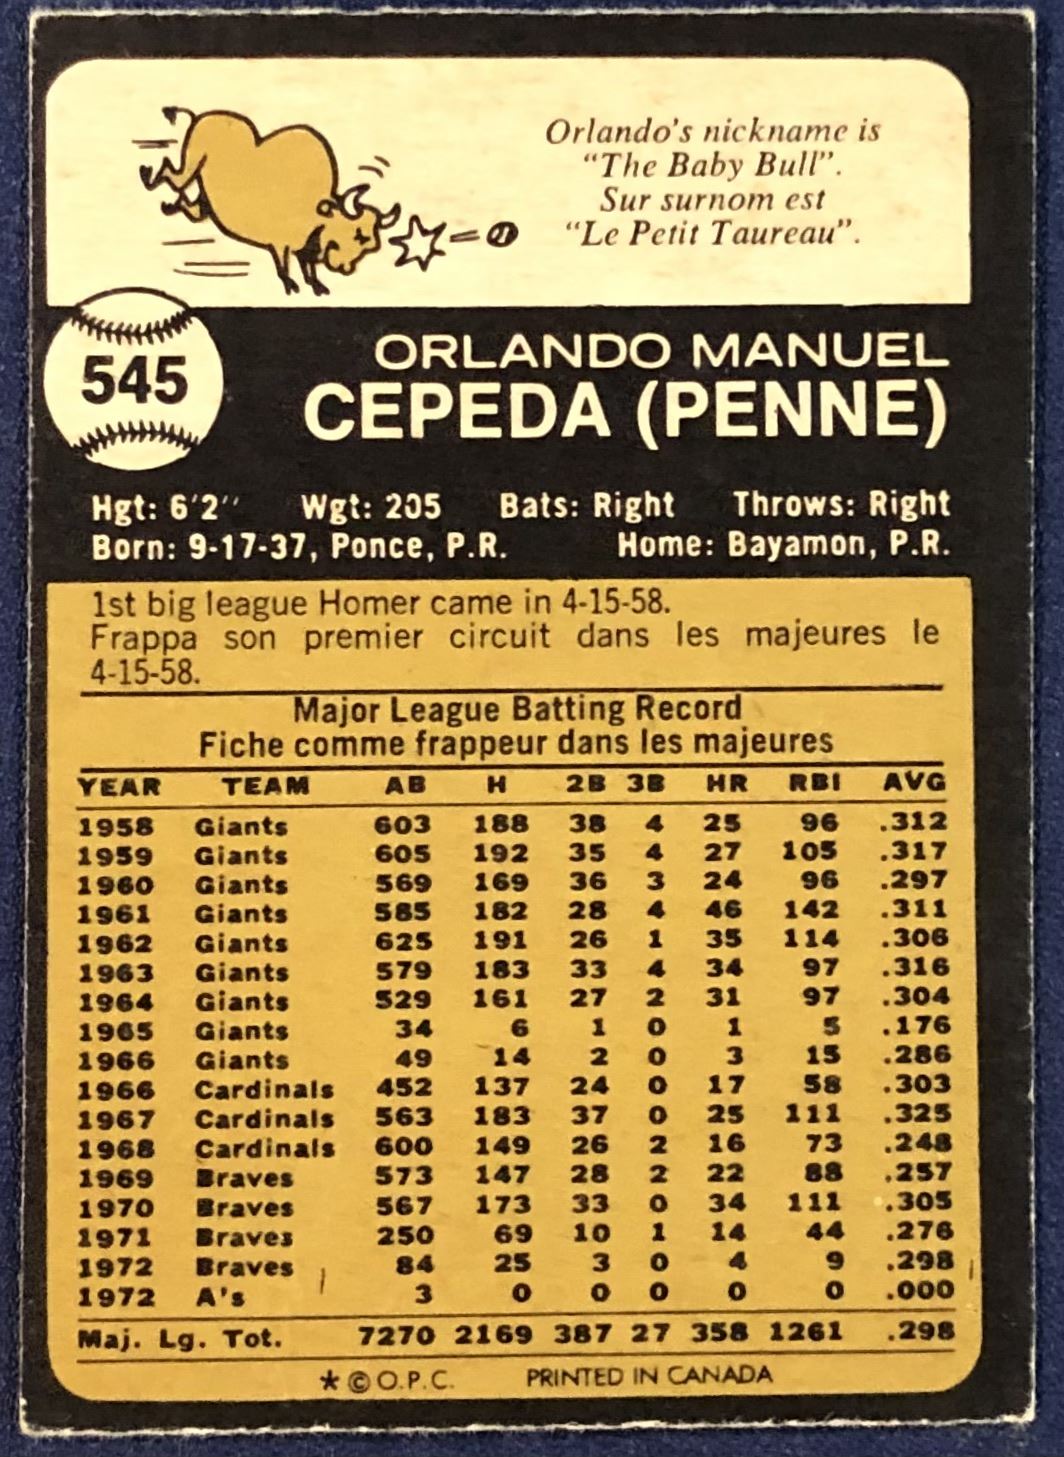 Orlando's nickname is
"The Baby Bull".
Sur surnom est
"Le Petit Taureau".
545
ORLANDO MANUEL
CEPEDA (PENNE)
Hgt: 6'2'' Wgt: 205 Bats: Right Throws: Right
Born: 9-17-37, Ponce, P.R. Home: Bayamon, P.R.
1st big league Homer came in 4-15-58.
Frappa son premier circuit dans les majeures le
4-15-58.
Major League Batting Record
Fiche comme frappeur dans les majeures
YEAR TEAM AB H 2B 3B HR RBI AVG
1958 Giants 603 188 38 4 25 96 .312
1959 Giants 605 192 35 4 27 105 .317
1960 Giants 569 169 36 3 24 96 .297
1961 Giants 585 182 28 4 46 142 .311
1962 Giants 625 191 26 1 35 114 .306
1963 Giants 579 183 33 4 34 97 .316
1964 Giants 529 161 27 2 31 97 .304
1965 Giants 34 6 1 0 1 5 .176
1966 Giants 49 14 2 0 3 15 .286
1966 Cardinals 452 137 24 0 17 58 .303
1967 Cardinals 563 183 37 0 25 111 .325
1968 Cardinals 600 149 26 2 16 73 .248
1969 Braves 573 147 28 2 22 88 .257
1970 Braves 567 173 33 0 34 111 .305
1971 Braves 250 69 10 1 14 44 .276
1972 Braves 84 25 3 0 4 9 .298
1972 A's 3 0 0 0 0 0 .000
Maj. Lg. Tot. 7270 2169 387 27 358 1261 .298
* © O.P.C. PRINTED IN CANADA